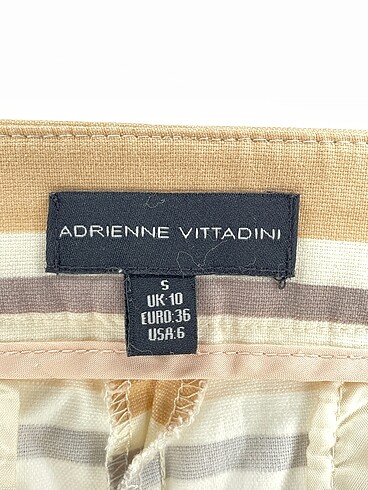 ADRIENNE VITTADINI
S
UK:10
EURO:36
USA:6